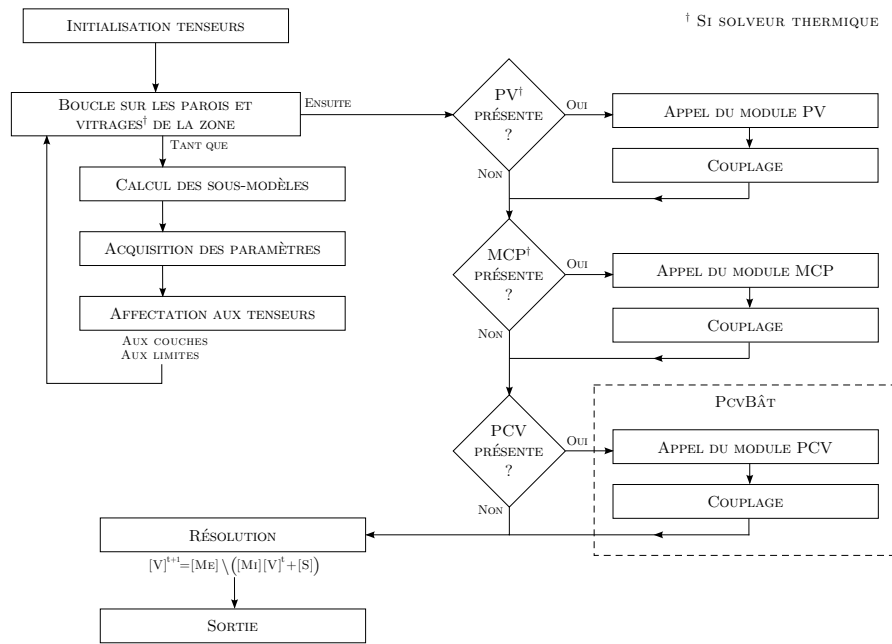 Initialisation tenseurs
† Si solveur thermique
Boucle sur les parois et
vitrages† de la zone
Ensuite
Tant que
Calcul des sous-modèles
Acquisition des paramètres
Affectation aux tenseurs
Aux couches
Aux limites
PV†
présente
?
Oui
Appel du module PV
Couplage
Non
MCP†
présente
?
Oui
Appel du module MCP
Couplage
Non
PcvBât
PCV
présente
?
Oui
Appel du module PCV
Couplage
Non
Résolution
[V]^{t+1}=[Me]\([Mi][V]^t+[S])
Sortie